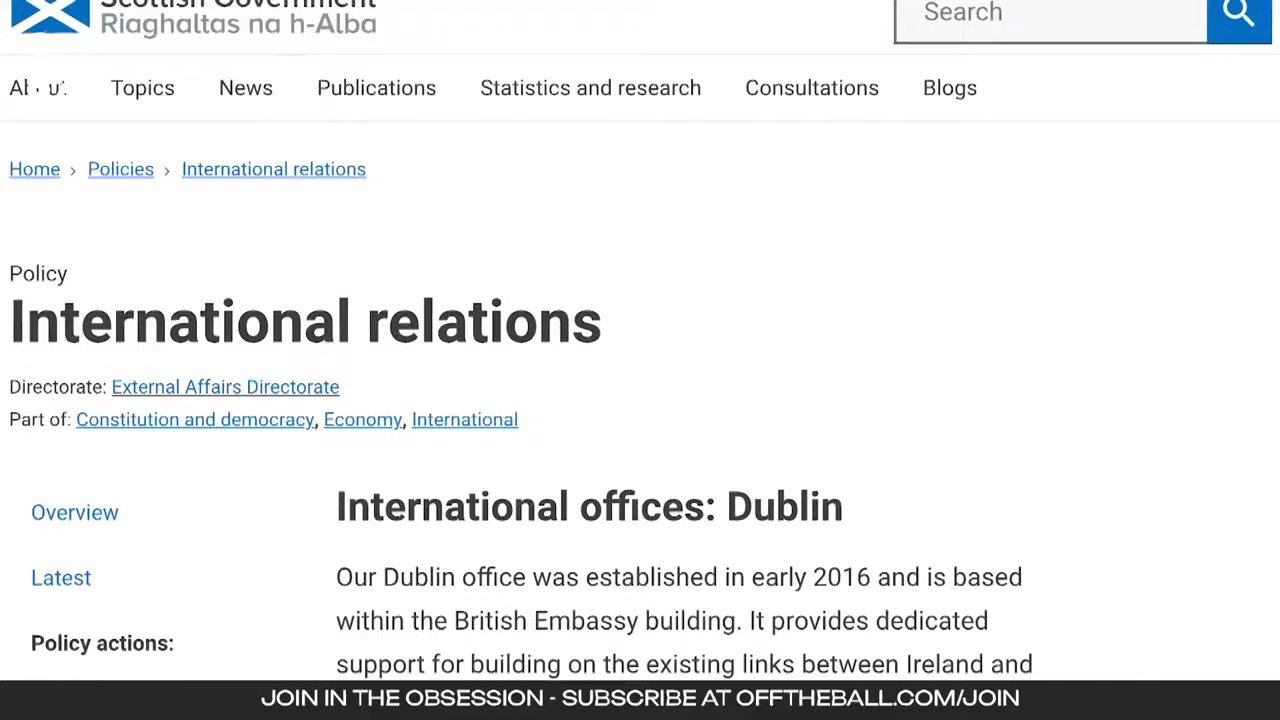 Scottish Government
Riaghaltas na h-Alba
Search
Topics
News
Publications
Statistics and research
Consultations
Blogs
Home › Policies › International relations
Policy
International relations
Directorate: External Affairs Directorate
Part of: Constitution and democracy, Economy, International
Overview
Latest
Policy actions:
International offices: Dublin
Our Dublin office was established in early 2016 and is based
within the British Embassy building. It provides dedicated
support for building on the existing links between Ireland and
JOIN IN THE OBSESSION - SUBSCRIBE AT OFFTHEBALL.COM/JOIN